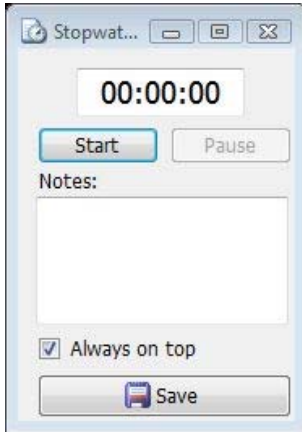 Stopwat...
00:00:00
Start Pause
Notes:
Always on top
Save